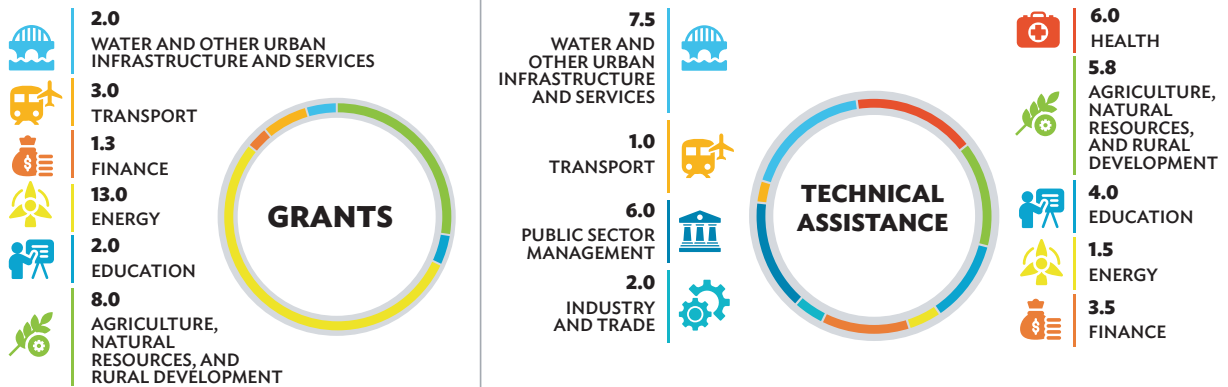 2.0
WATER AND OTHER URBAN
INFRASTRUCTURE AND SERVICES
3.0
TRANSPORT
1.3
FINANCE
13.0
ENERGY
2.0
EDUCATION
8.0
AGRICULTURE,
NATURAL
RESOURCES, AND
RURAL DEVELOPMENT
GRANTS
7.5
WATER AND
OTHER URBAN
INFRASTRUCTURE
AND SERVICES
1.0
TRANSPORT
6.0
PUBLIC SECTOR
MANAGEMENT
2.0
INDUSTRY
AND TRADE
TECHNICAL
ASSISTANCE
6.0
HEALTH
5.8
AGRICULTURE,
NATURAL
RESOURCES,
AND RURAL
DEVELOPMENT
4.0
EDUCATION
1.5
ENERGY
3.5
FINANCE